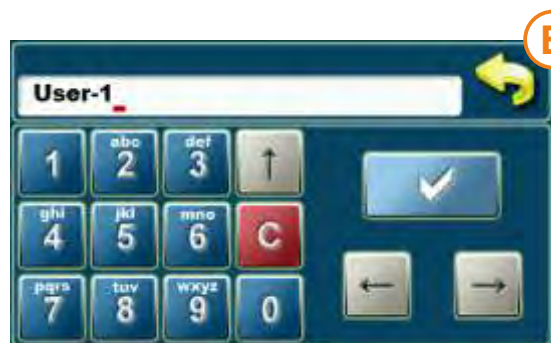 E
User-1_
1 abc 2 def 3 ↑
ghi 4 jkl 5 mno 6 C
pqrs 7 tuv 8 wxyz 9 0
← →